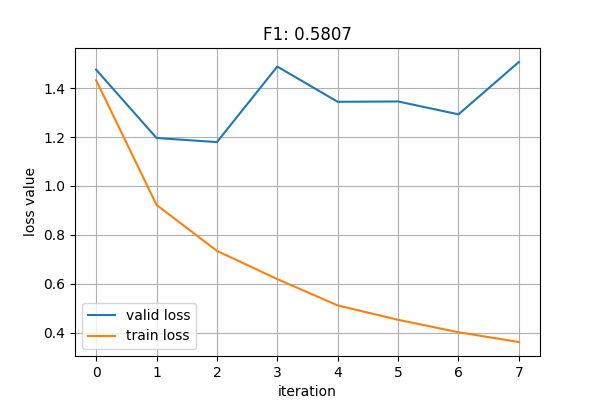 F1: 0.5807
loss value
1.4
1.2
1.0
0.8
0.6
0.4
valid loss
train loss
0 1 2 3 4 5 6 7
iteration